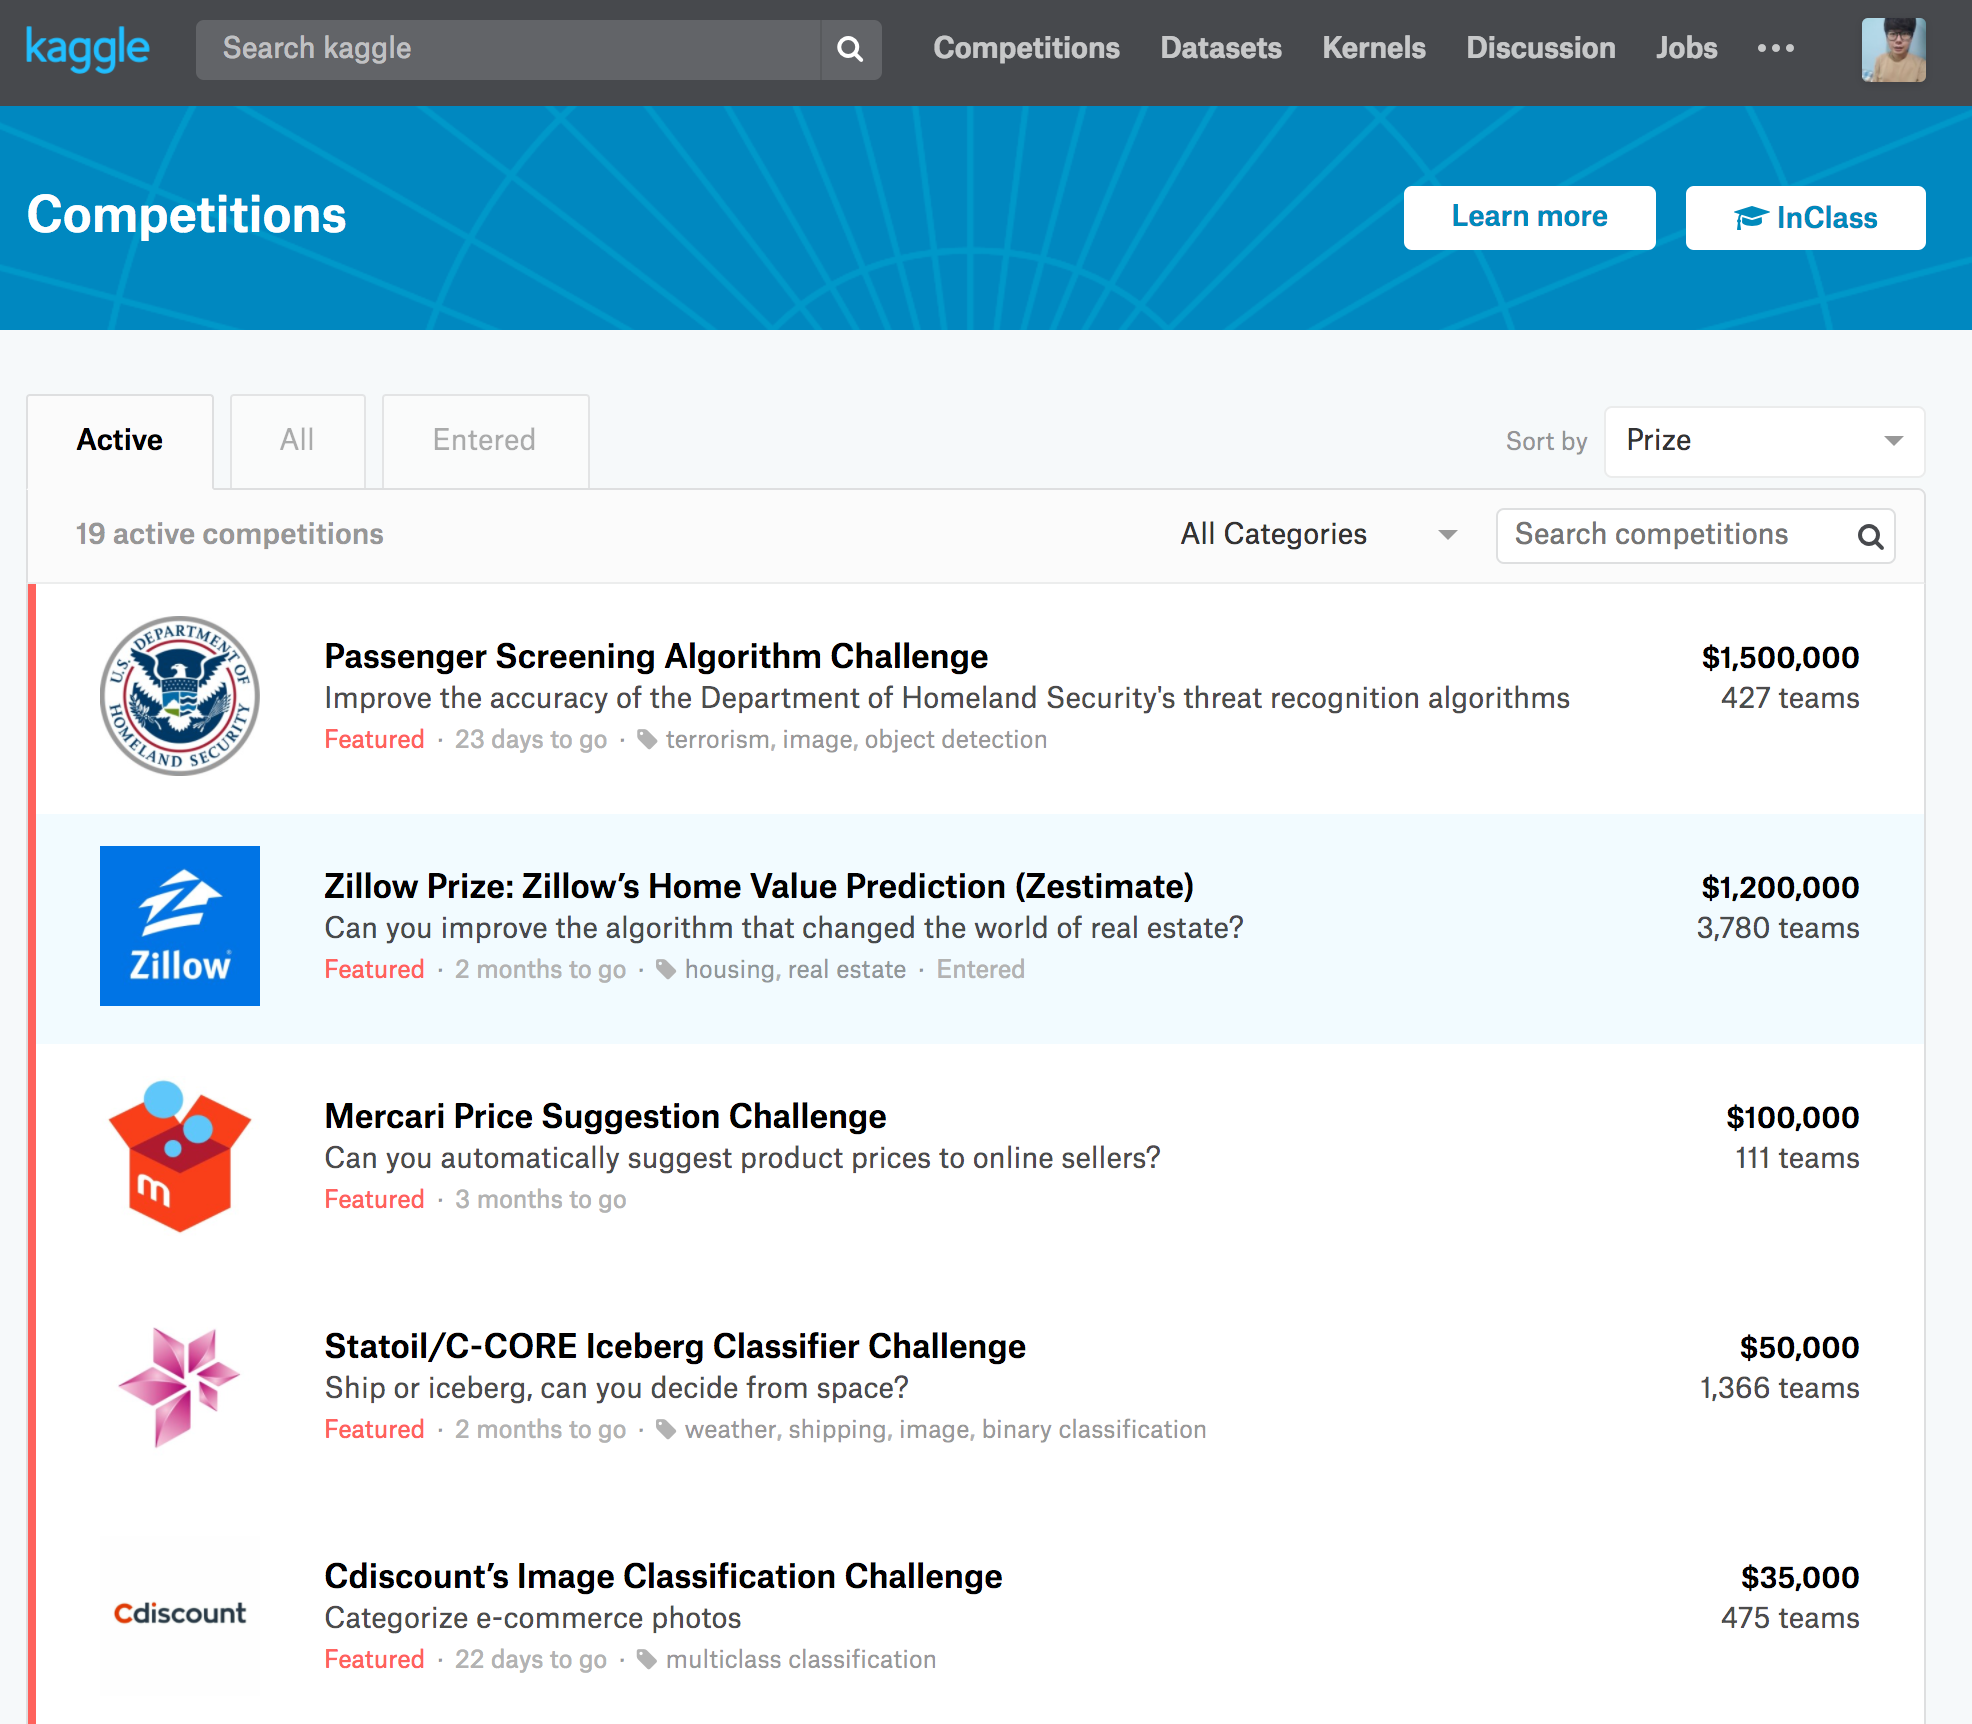 kaggle
Search kaggle
Competitions
Datasets
Kernels
Discussion
Jobs
Competitions
Learn more
InClass
Active
All
Entered
Sort by
Prize
19 active competitions
All Categories
Search competitions
U.S. DEPARTMENT OF
HOMELAND SECURITY
Passenger Screening Algorithm Challenge
$1,500,000
Improve the accuracy of the Department of Homeland Security's threat recognition algorithms
427 teams
Featured · 23 days to go · terrorism, image, object detection
Zillow
Zillow Prize: Zillow’s Home Value Prediction (Zestimate)
$1,200,000
Can you improve the algorithm that changed the world of real estate?
3,780 teams
Featured · 2 months to go · housing, real estate · Entered
m
Mercari Price Suggestion Challenge
$100,000
Can you automatically suggest product prices to online sellers?
111 teams
Featured · 3 months to go
Statoil/C-CORE Iceberg Classifier Challenge
$50,000
Ship or iceberg, can you decide from space?
1,366 teams
Featured · 2 months to go · weather, shipping, image, binary classification
Cdiscount
Cdiscount’s Image Classification Challenge
$35,000
Categorize e-commerce photos
475 teams
Featured · 22 days to go · multiclass classification